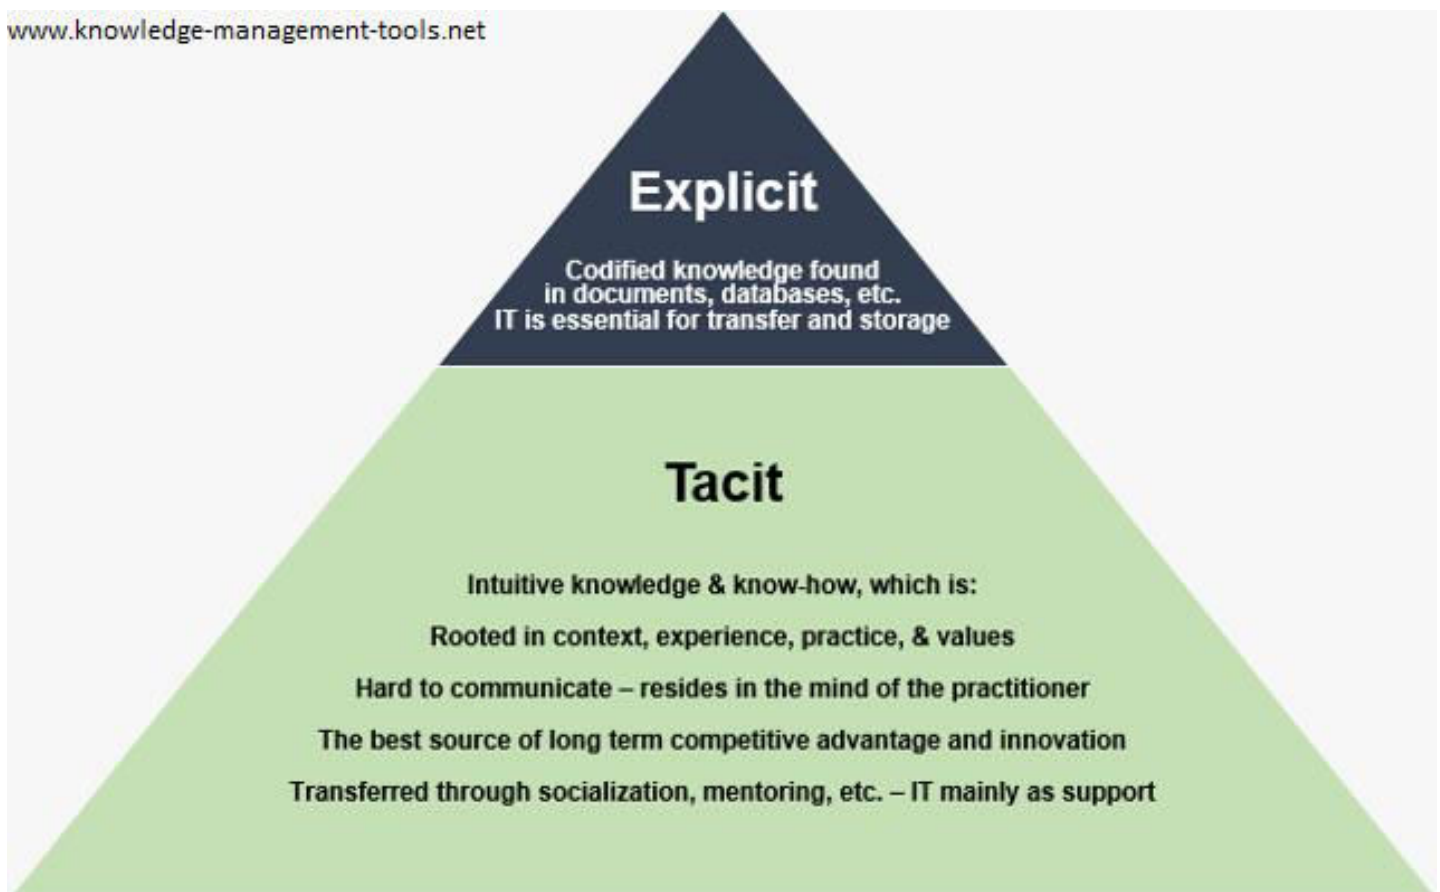 www.knowledge-management-tools.net
Explicit
Codified knowledge found
in documents, databases, etc.
IT is essential for transfer and storage
Tacit
Intuitive knowledge & know-how, which is:
Rooted in context, experience, practice, & values
Hard to communicate – resides in the mind of the practitioner
The best source of long term competitive advantage and innovation
Transferred through socialization, mentoring, etc. – IT mainly as support